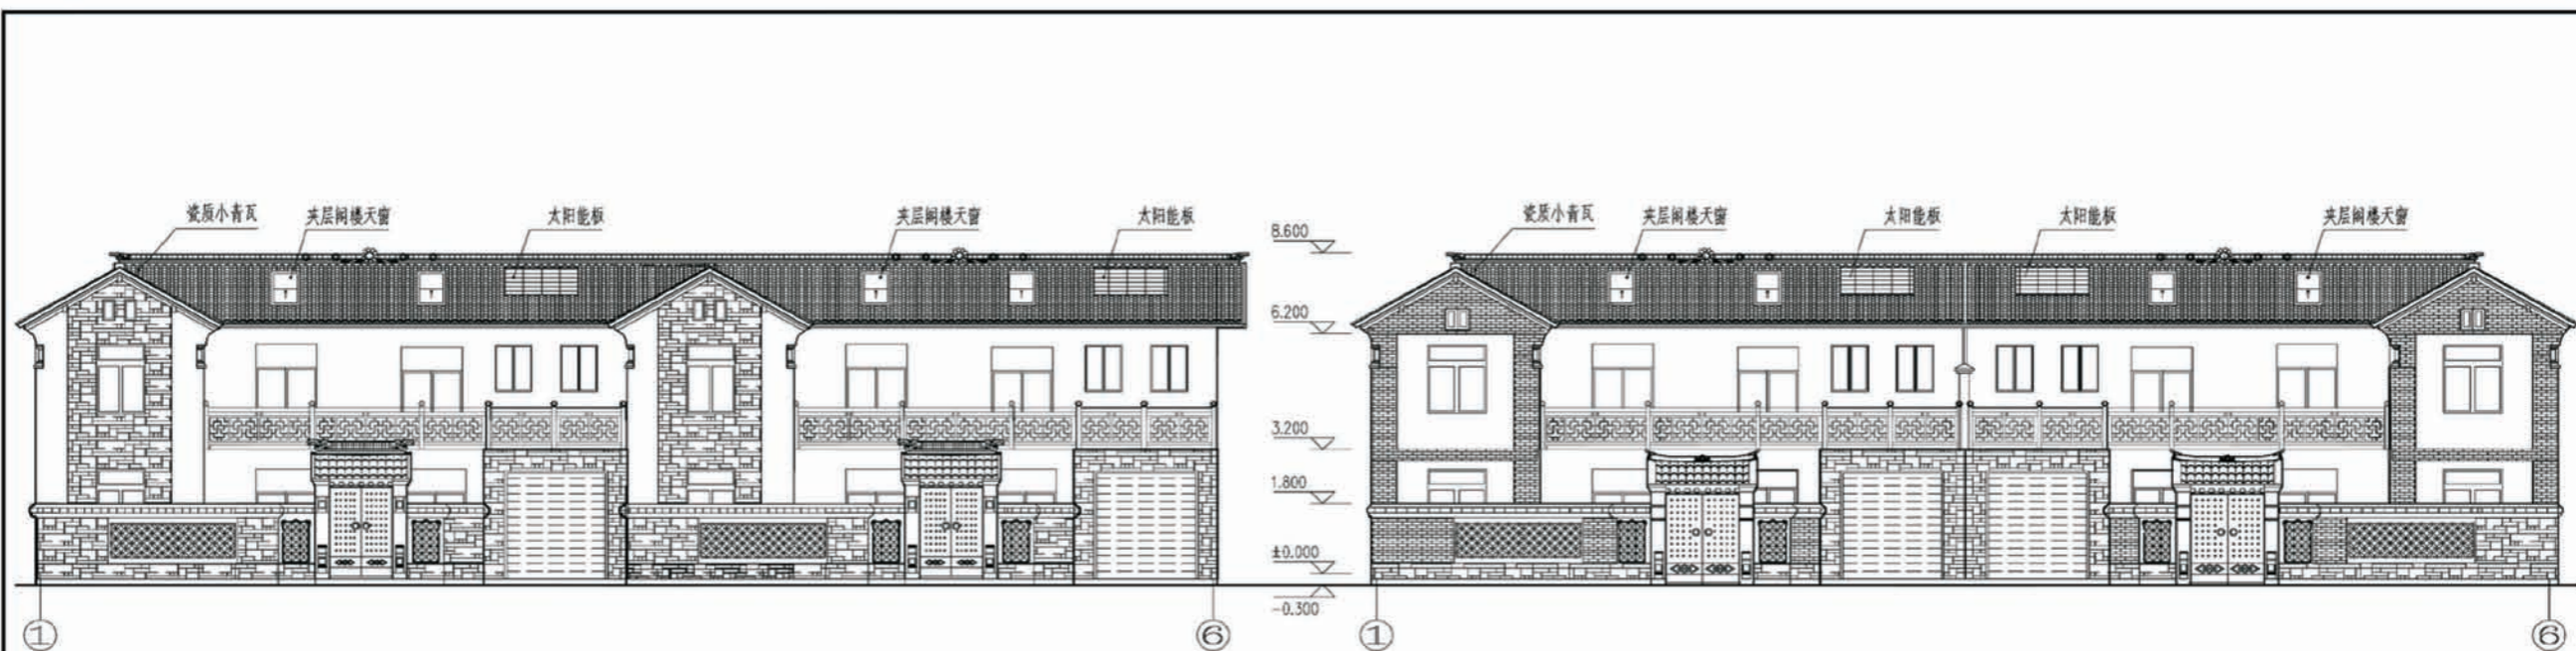 瓷质小青瓦
夹层阁楼天窗
太阳能板
夹层阁楼天窗
太阳能板
瓷质小青瓦
夹层阁楼天窗
太阳能板
太阳能板
夹层阁楼天窗
8.600
6.200
3.200
1.800
±0.000
-0.300
①
⑥
①
⑥